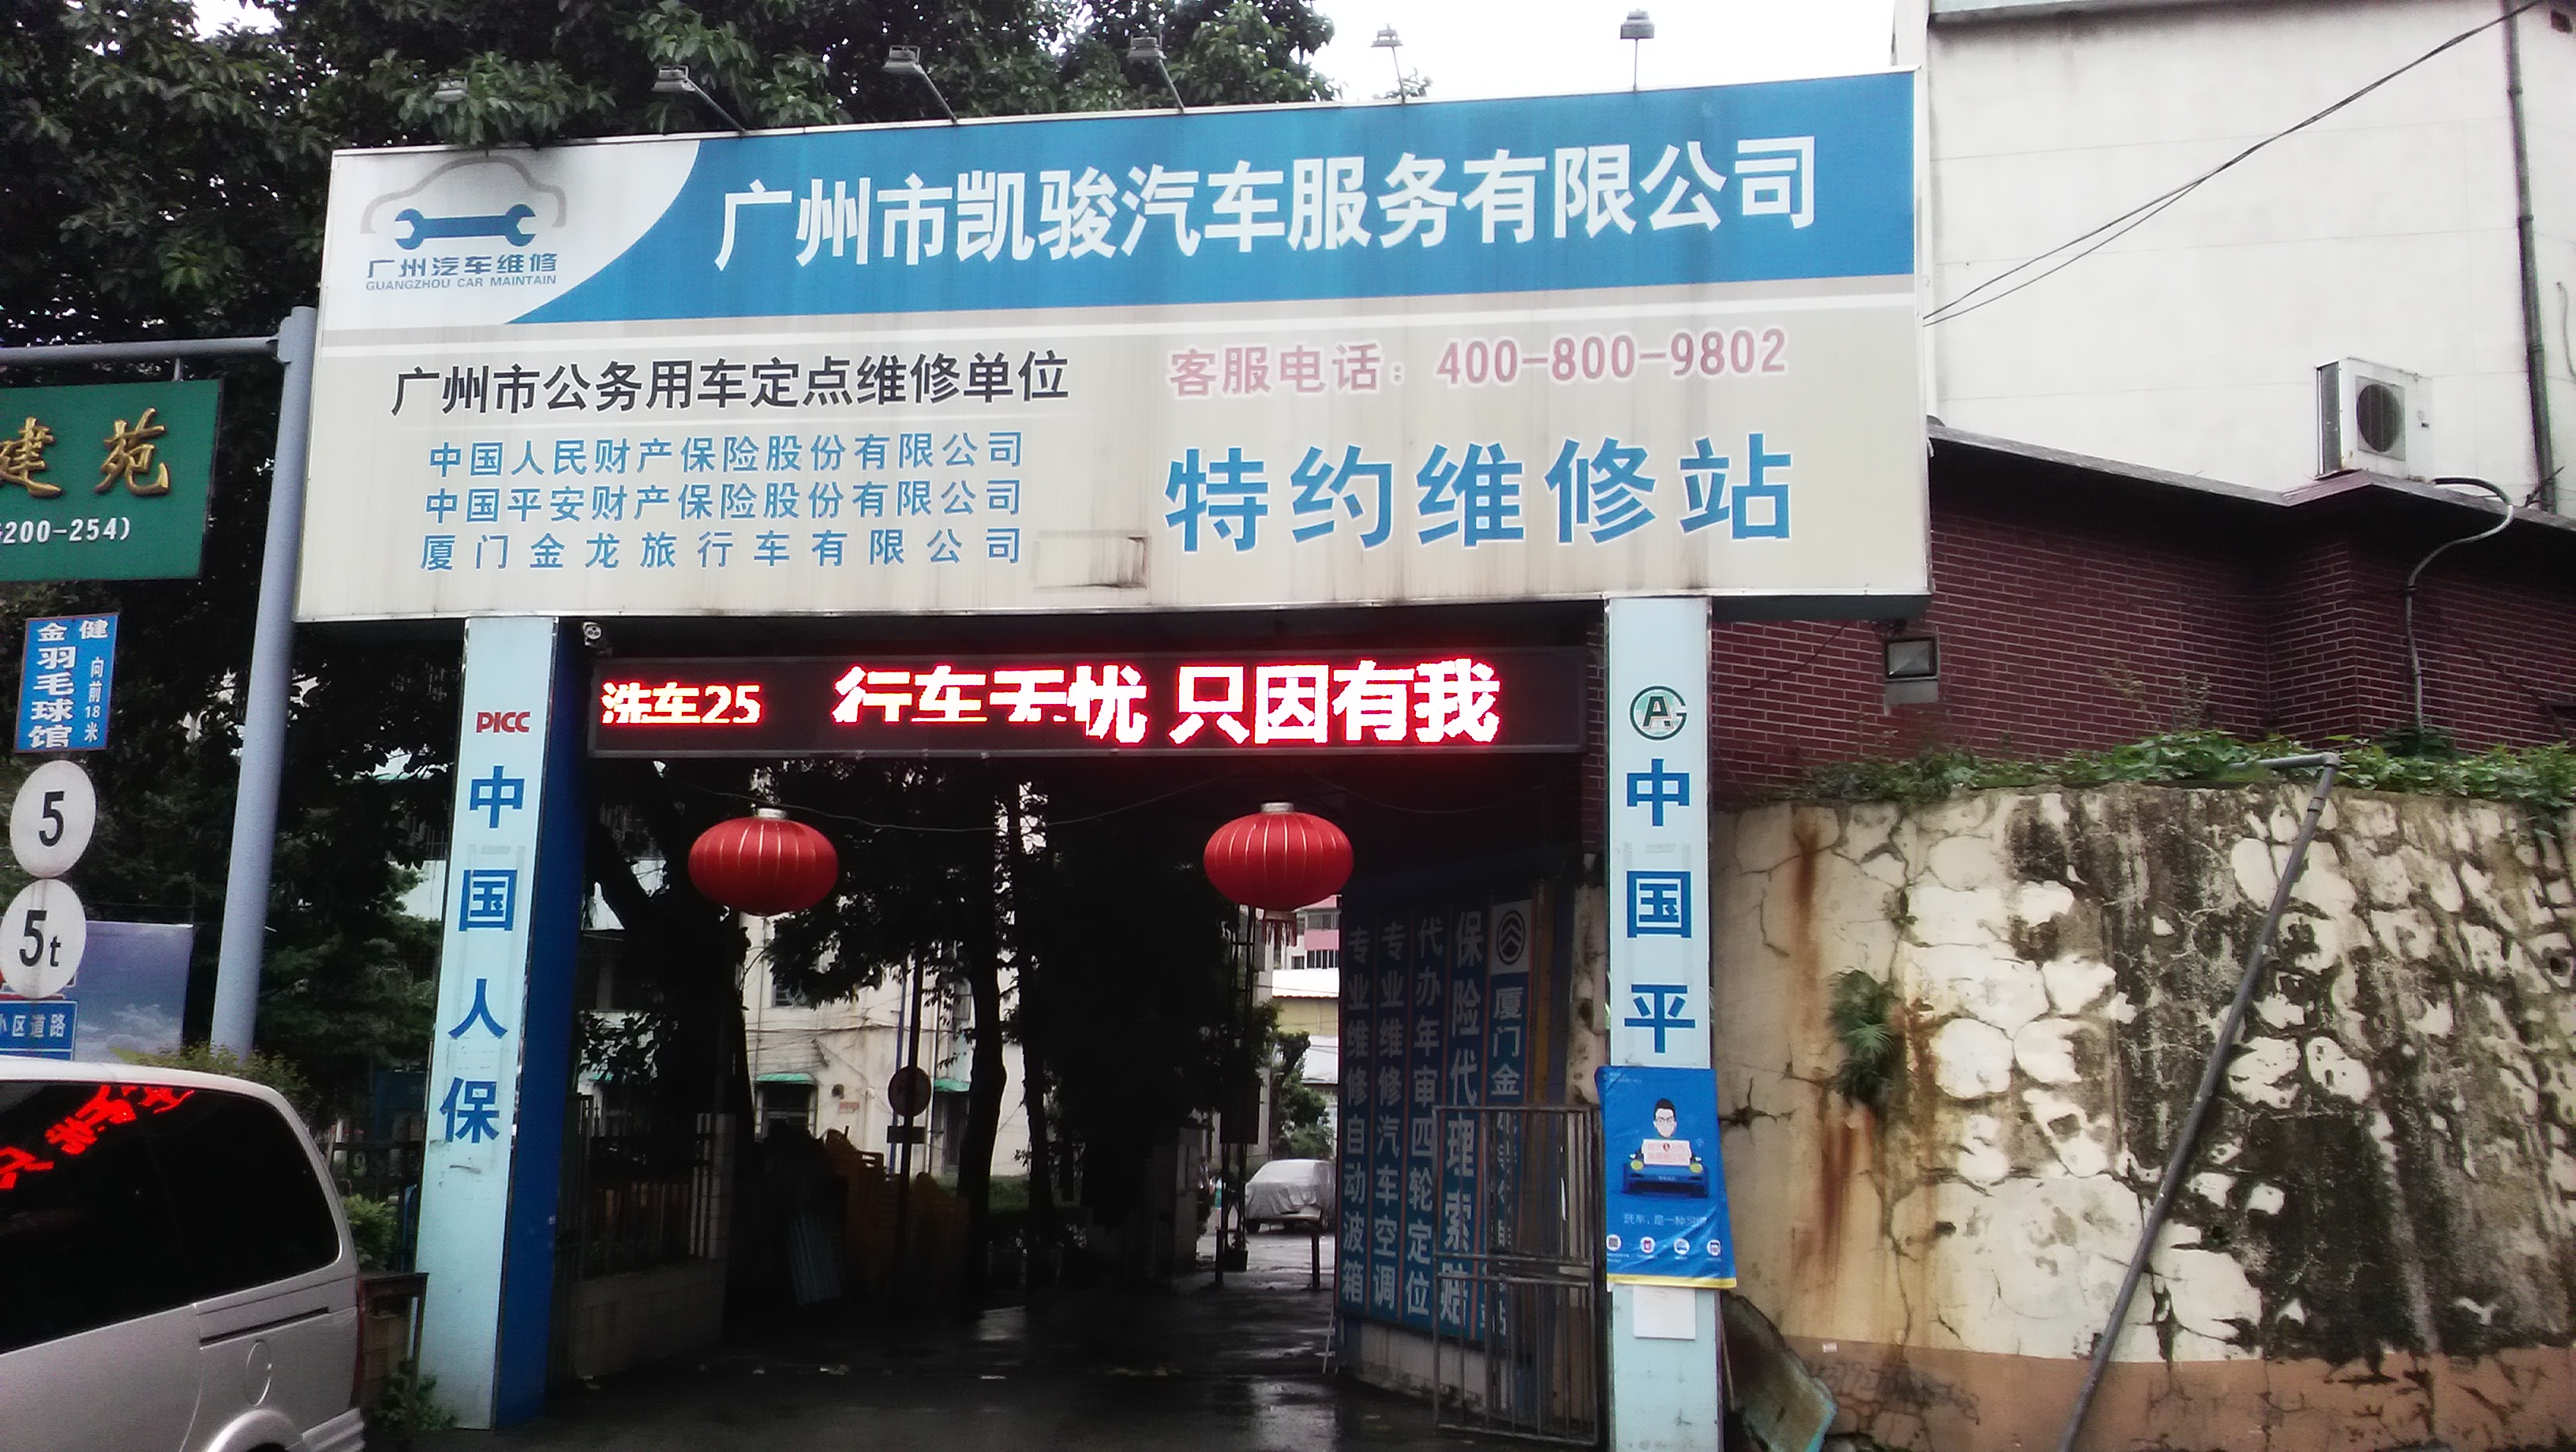 广州市凯骏汽车服务有限公司
广州汽车维修
GUANGZHOU CAR MAINTAIN
广州市公务用车定点维修单位
客服电话：400-800-9802
中国人民财产保险股份有限公司
中国平安财产保险股份有限公司
厦门金龙旅行车有限公司
特约维修站
建苑
200-254)
金健羽毛球馆
向前18米
5
5t
小区道路
洗车25 行车无忧 只因有我
PICC
中国人保
中国平
专业维修自动波箱
专业维修汽车空调
代办年审四轮定位
保险代理索赔
厦门金